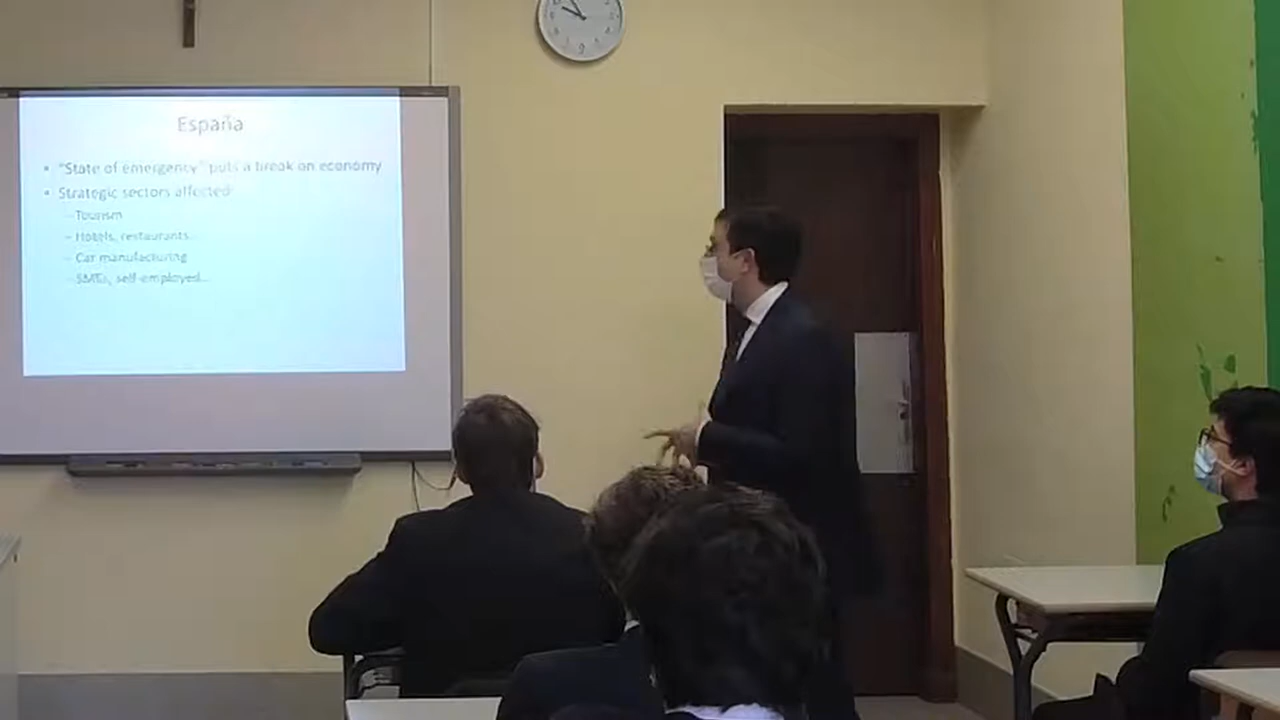 España
• "State of emergency" puts a break on economy
• Strategic sectors affected:
– Tourism
– Hotels, restaurants...
– Car manufacturing
– SMEs, self-employed...